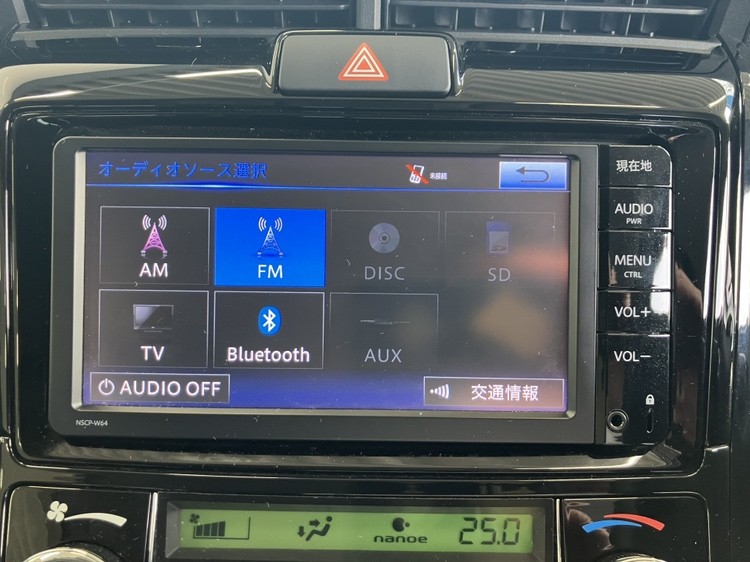 オーディオソース選択
未接続
現在地
AM
FM
DISC
SD
AUDIO
PWR
MENU
CTRL
TV
Bluetooth
AUX
VOL+
VOL−
AUDIO OFF
交通情報
NSCP-W64
nanoe
25.0